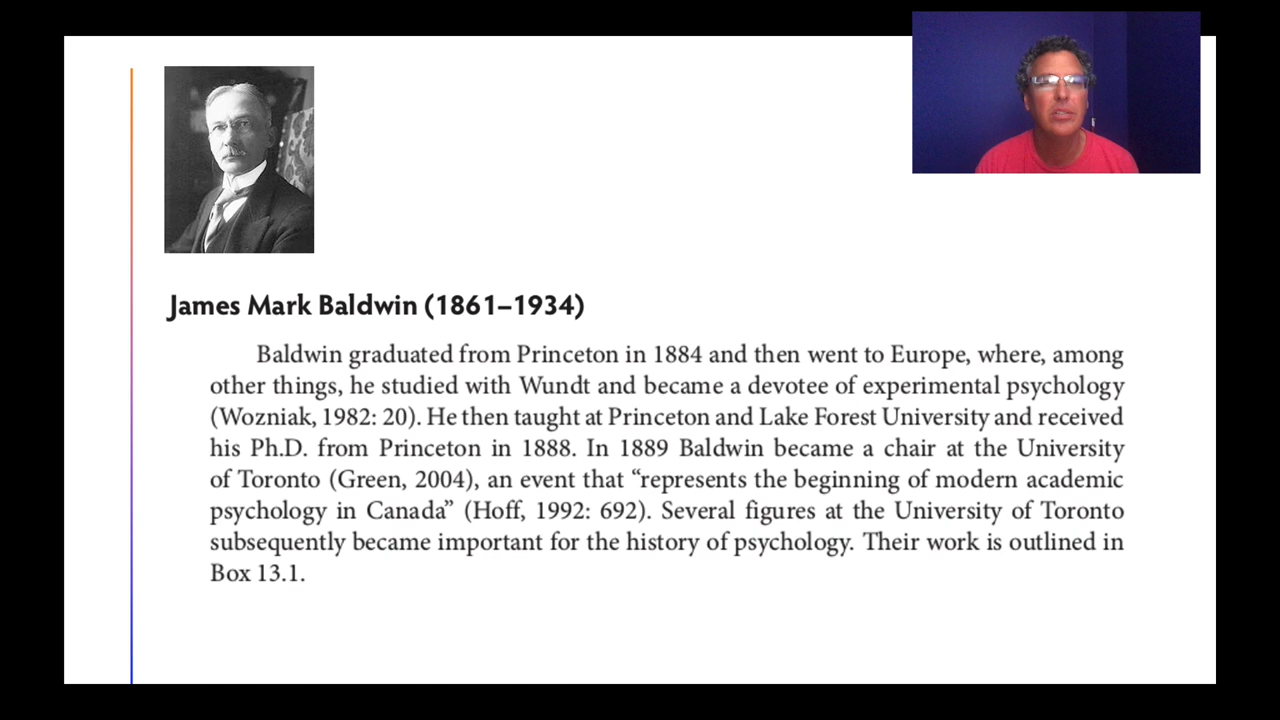 James Mark Baldwin (1861–1934)
Baldwin graduated from Princeton in 1884 and then went to Europe, where, among
other things, he studied with Wundt and became a devotee of experimental psychology
(Wozniak, 1982: 20). He then taught at Princeton and Lake Forest University and received
his Ph.D. from Princeton in 1888. In 1889 Baldwin became a chair at the University
of Toronto (Green, 2004), an event that “represents the beginning of modern academic
psychology in Canada” (Hoff, 1992: 692). Several figures at the University of Toronto
subsequently became important for the history of psychology. Their work is outlined in
Box 13.1.